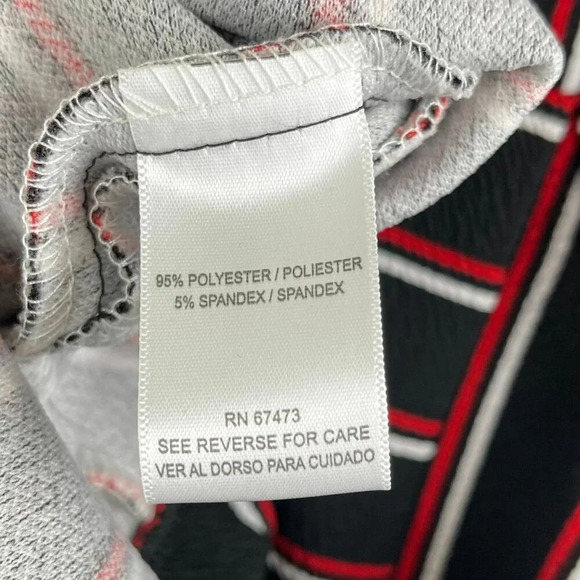 95% POLYESTER / POLIESTER
5% SPANDEX / SPANDEX
RN 67473
SEE REVERSE FOR CARE
VER AL DORSO PARA CUIDADO